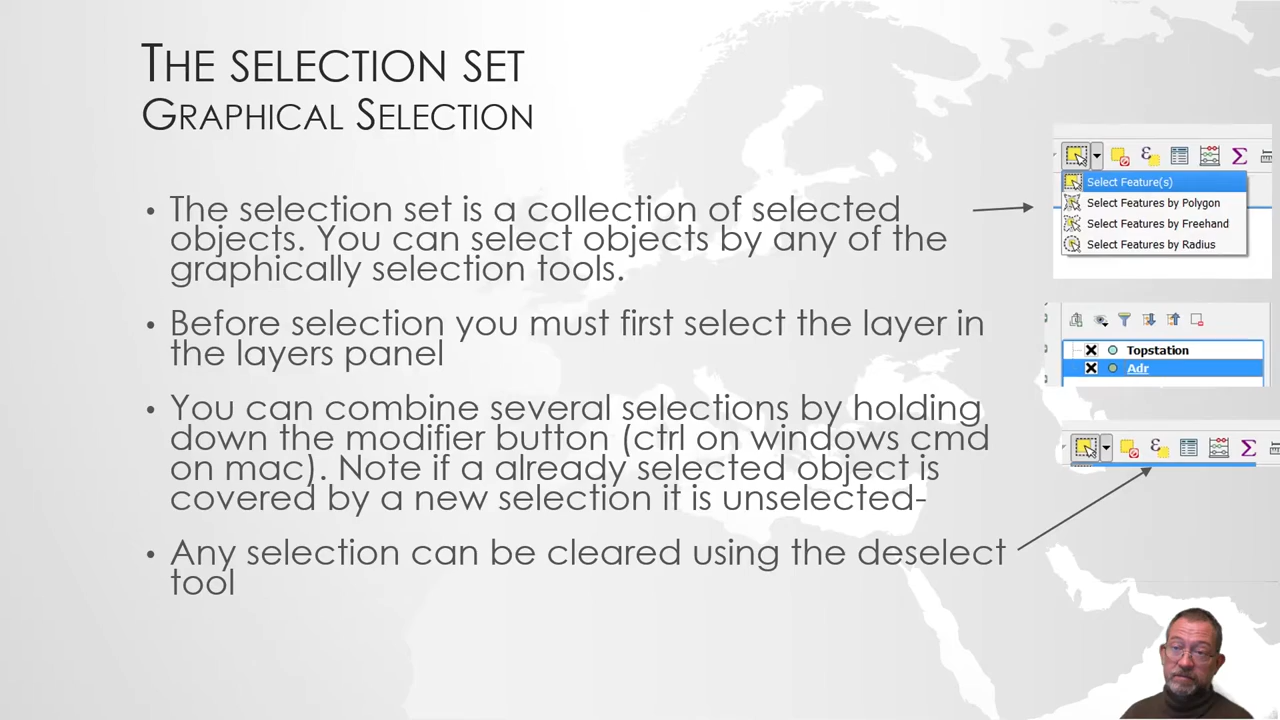 The selection set
Graphical Selection
• The selection set is a collection of selected
objects. You can select objects by any of the
graphically selection tools.
• Before selection you must first select the layer in
the layers panel
• You can combine several selections by holding
down the modifier button (ctrl on windows cmd
on mac). Note if a already selected object is
covered by a new selection it is unselected-
• Any selection can be cleared using the deselect
tool
Select Feature(s)
Select Features by Polygon
Select Features by Freehand
Select Features by Radius
Topstation
Adr